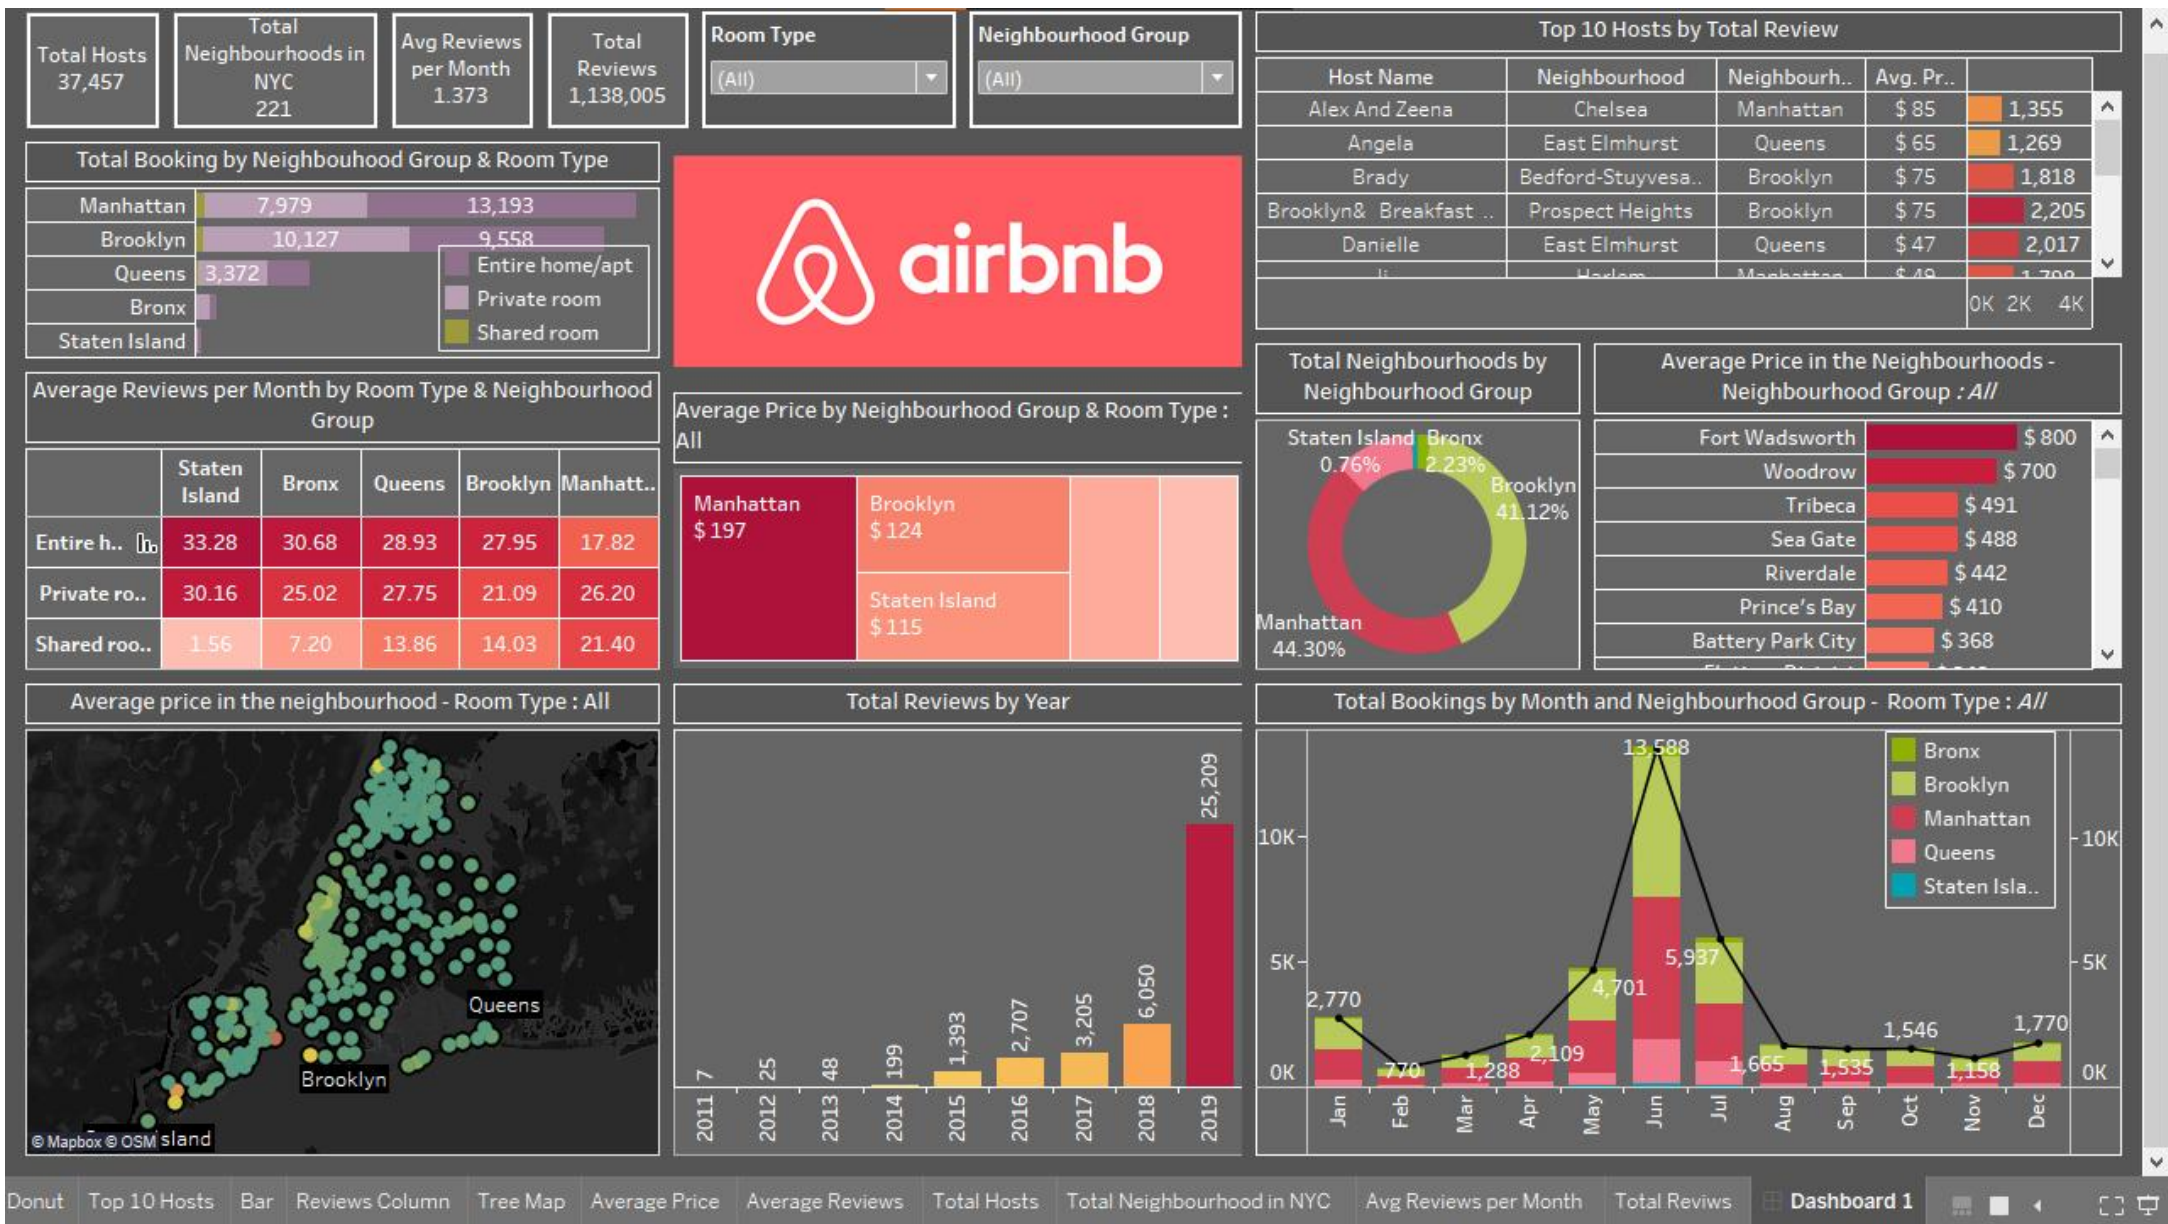 Total Hosts
37,457
Total
Neighbourhoods in
NYC
221
Avg Reviews
per Month
1.373
Total
Reviews
1,138,005
Room Type
(All)
Neighbourhood Group
(All)
Top 10 Hosts by Total Review
Host Name Neighbourhood Neighbourh.. Avg. Pr..
Alex And Zeena Chelsea Manhattan $ 85 1,355
Angela East Elmhurst Queens $ 65 1,269
Brady Bedford-Stuyvesa.. Brooklyn $ 75 1,818
Brooklyn& Breakfast .. Prospect Heights Brooklyn $ 75 2,205
Danielle East Elmhurst Queens $ 47 2,017
Harlem Manhattan $ 49 1,798
0K 2K 4K
Total Booking by Neighbouhood Group & Room Type
Manhattan 7,979 13,193
Brooklyn 10,127 9,558
Queens 3,372
Bronx
Staten Island
Entire home/apt
Private room
Shared room
airbnb
Average Reviews per Month by Room Type & Neighbourhood
Group
Staten
Island Bronx Queens Brooklyn Manhatt..
Entire h.. 33.28 30.68 28.93 27.95 17.82
Private ro.. 30.16 25.02 27.75 21.09 26.20
Shared roo.. 1.56 7.20 13.86 14.03 21.40
Average Price by Neighbourhood Group & Room Type :
All
Manhattan
$ 197
Brooklyn
$ 124
Staten Island
$ 115
Total Neighbourhoods by
Neighbourhood Group
Staten Island
0.76%
Bronx
2.23%
Brooklyn
41.12%
Manhattan
44.30%
Average Price in the Neighbourhoods -
Neighbourhood Group : All
Fort Wadsworth $ 800
Woodrow $ 700
Tribeca $ 491
Sea Gate $ 488
Riverdale $ 442
Prince's Bay $ 410
Battery Park City $ 368
Average price in the neighbourhood - Room Type : All
Queens
Brooklyn
© Mapbox © OSM
sland
Total Reviews by Year
7 25 48 199 1,393 2,707 3,205 6,050 25,209
2011 2012 2013 2014 2015 2016 2017 2018 2019
Total Bookings by Month and Neighbourhood Group - Room Type : All
Bronx
Brooklyn
Manhattan
Queens
Staten Isla..
10K
5K
0K
2,770 770 1,288 2,109 4,701 13,588 5,937 1,665 1,535 1,546 1,158 1,770
10K
5K
0K
Jan Feb Mar Apr May Jun Jul Aug Sep Oct Nov Dec
Donut Top 10 Hosts Bar Reviews Column Tree Map Average Price Average Reviews Total Hosts Total Neighbourhood in NYC Avg Reviews per Month Total Reviws Dashboard 1